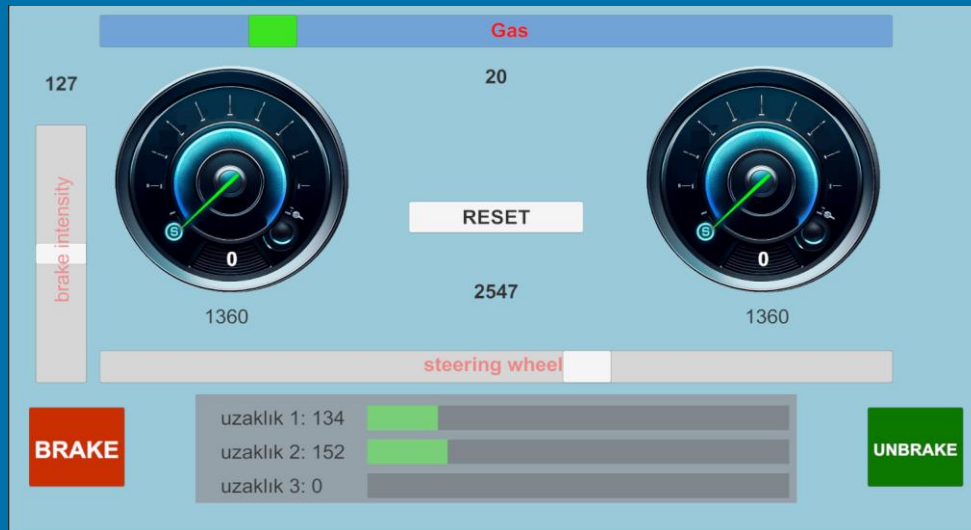 Gas
127
20
brake intensity
RESET
0
0
2547
1360
1360
steering wheel
BRAKE
uzaklık 1: 134
uzaklık 2: 152
uzaklık 3: 0
UNBRAKE